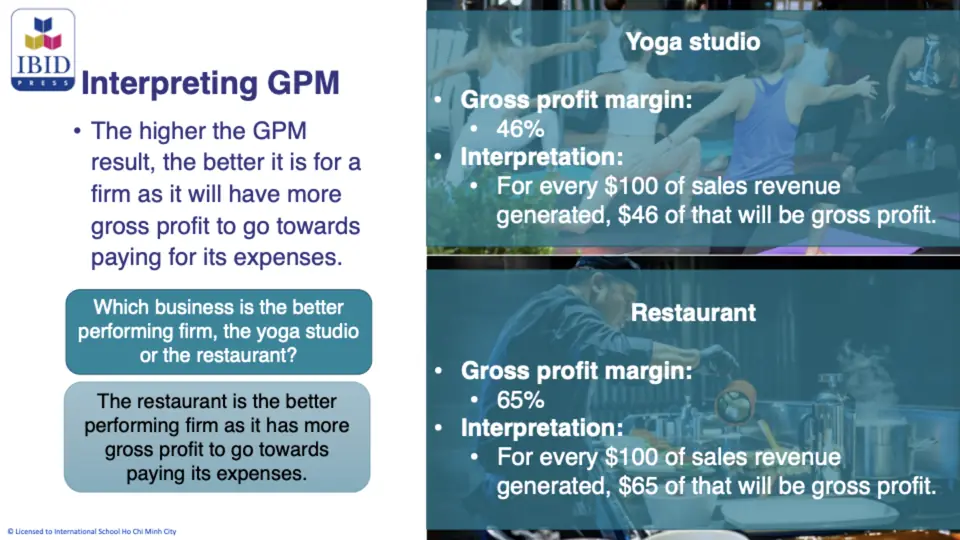 IBID
PRESS
Interpreting GPM
• The higher the GPM
result, the better it is for a
firm as it will have more
gross profit to go towards
paying for its expenses.
Which business is the better
performing firm, the yoga studio
or the restaurant?
The restaurant is the better
performing firm as it has more
gross profit to go towards
paying its expenses.
© Licensed to International School Ho Chi Minh City
Yoga studio
• Gross profit margin:
• 46%
• Interpretation:
• For every $100 of sales revenue
generated, $46 of that will be gross profit.
Restaurant
• Gross profit margin:
• 65%
• Interpretation:
• For every $100 of sales revenue
generated, $65 of that will be gross profit.